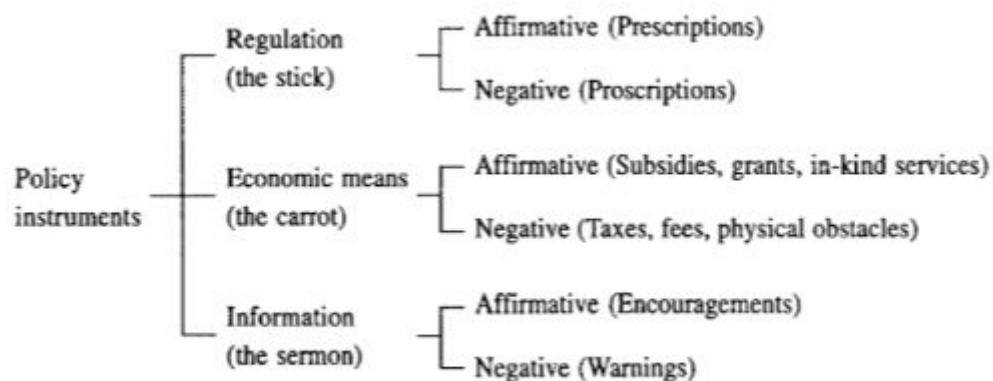 Regulation
(the stick)
Affirmative (Prescriptions)
Negative (Proscriptions)
Policy
instruments
Economic means
(the carrot)
Affirmative (Subsidies, grants, in-kind services)
Negative (Taxes, fees, physical obstacles)
Information
(the sermon)
Affirmative (Encouragements)
Negative (Warnings)